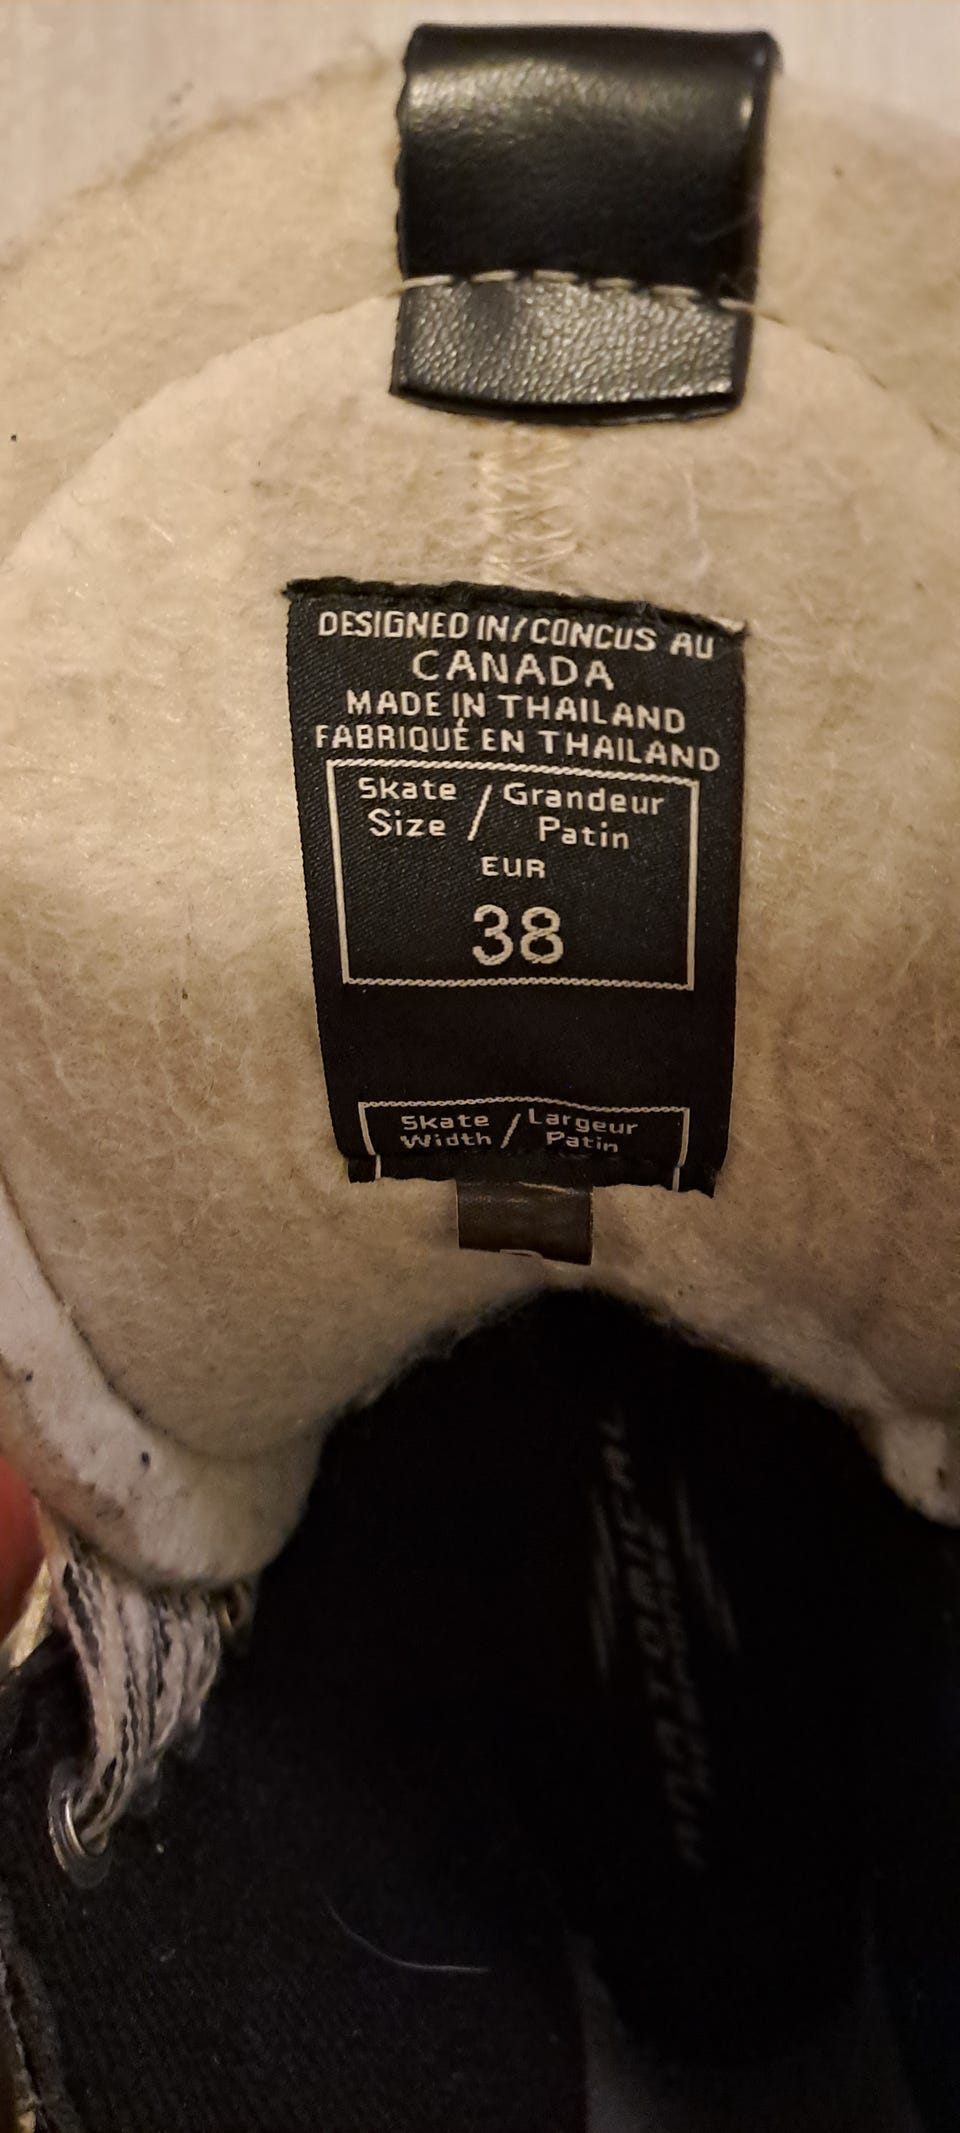 DESIGNED IN/CONCUS AU
CANADA
MADE IN THAILAND
FABRIQUÉ EN THAILAND
Skate / Grandeur
Size Patin
EUR
38
Skate / Largeur
Width Patin
ANATOMICAL